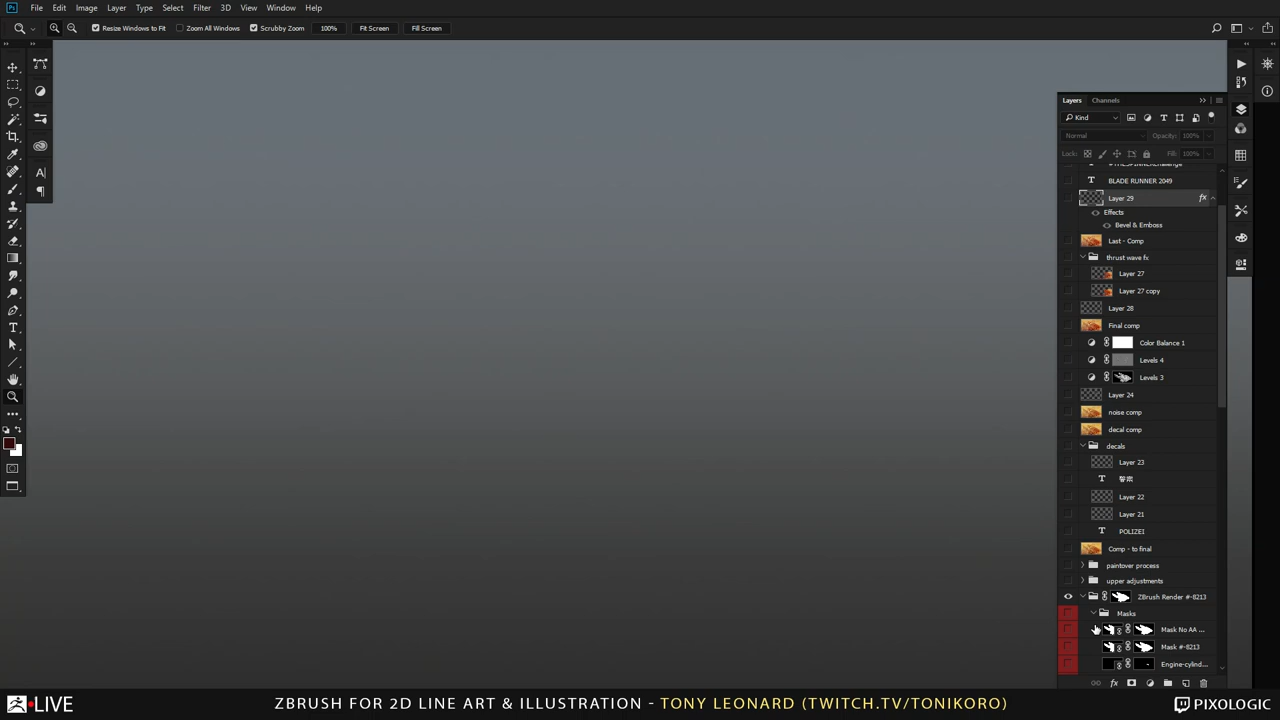 Ps File Edit Image Layer Type Select Filter 3D View Window Help
Resize Windows to Fit Zoom All Windows Scrubby Zoom 100% Fit Screen Fill Screen
Layers Channels
Kind
Normal Opacity: 100%
Lock: Fill: 100%
BLADE RUNNER 2049
Layer 29 fx
Effects
Bevel & Emboss
Last - Comp
thrust wave fx
Layer 27
Layer 27 copy
Layer 28
Final comp
Color Balance 1
Levels 4
Levels 3
Layer 24
noise comp
decal comp
decals
Layer 23
Layer 22
Layer 21
POLIZEI
Comp - to final
paintover process
upper adjustments
ZBrush Render #-8213
Masks
Mask No AA ...
Mask #-8213
Engine-cylind...
LIVE ZBRUSH FOR 2D LINE ART & ILLUSTRATION - TONY LEONARD (TWITCH.TV/TONIKORO) PIXOLOGIC